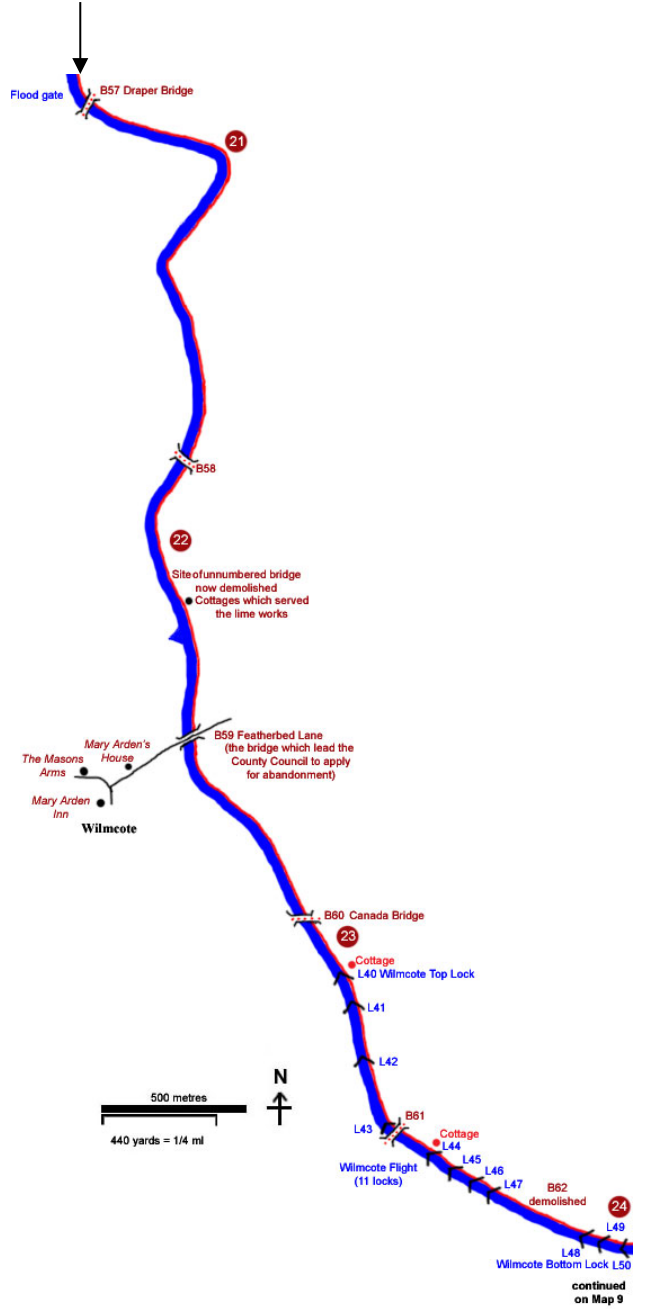 Flood gate
B57 Draper Bridge
21
B58
22
Site of unnumbered bridge
now demolished
Cottages which served
the lime works
B59 Featherbed Lane
(the bridge which lead the
County Council to apply
for abandonment)
Mary Arden's
House
The Masons
Arms
Mary Arden
Inn
Wilmcote
B60 Canada Bridge
23
Cottage
L40 Wilmcote Top Lock
L41
L42
N
500 metres
440 yards = 1/4 ml
B61
L43
Cottage
L44
L45
L46
L47
Wilmcote Flight
(11 locks)
B62
demolished
24
L49
L48
Wilmcote Bottom Lock L50
continued
on Map 9